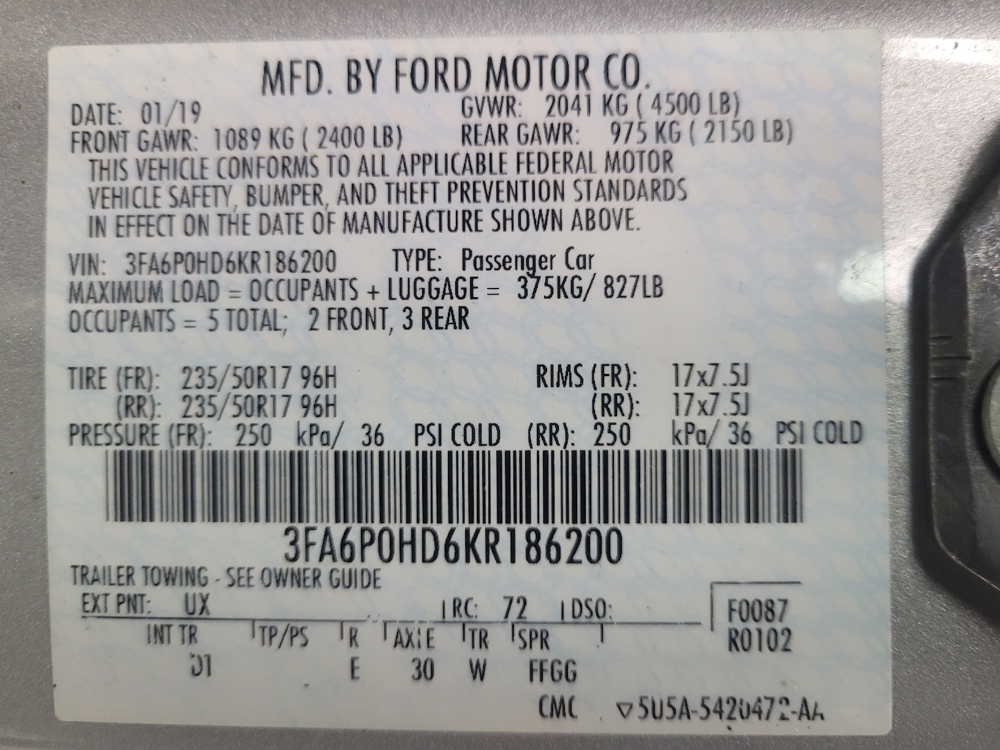 MFD. BY FORD MOTOR CO.
DATE: 01/19 GVWR: 2041 KG ( 4500 LB)
FRONT GAWR: 1089 KG ( 2400 LB) REAR GAWR: 975 KG ( 2150 LB)
THIS VEHICLE CONFORMS TO ALL APPLICABLE FEDERAL MOTOR
VEHICLE SAFETY, BUMPER, AND THEFT PREVENTION STANDARDS
IN EFFECT ON THE DATE OF MANUFACTURE SHOWN ABOVE.
VIN: 3FA6P0HD6KR186200 TYPE: Passenger Car
MAXIMUM LOAD = OCCUPANTS + LUGGAGE = 375KG/ 827LB
OCCUPANTS = 5 TOTAL; 2 FRONT, 3 REAR
TIRE (FR): 235/50R17 96H RIMS (FR): 17x7.5J
(RR): 235/50R17 96H (RR): 17x7.5J
PRESSURE (FR): 250 kPa/ 36 PSI COLD (RR): 250 kPa/ 36 PSI COLD
3FA6P0HD6KR186200
TRAILER TOWING - SEE OWNER GUIDE
EXT PNT: UX RC: 72 DSO: F0087
INT TR TP/PS R AXLE TR SPR R0102
01 E 30 W FFGG
CMC ▽5U5A-5420472-AA